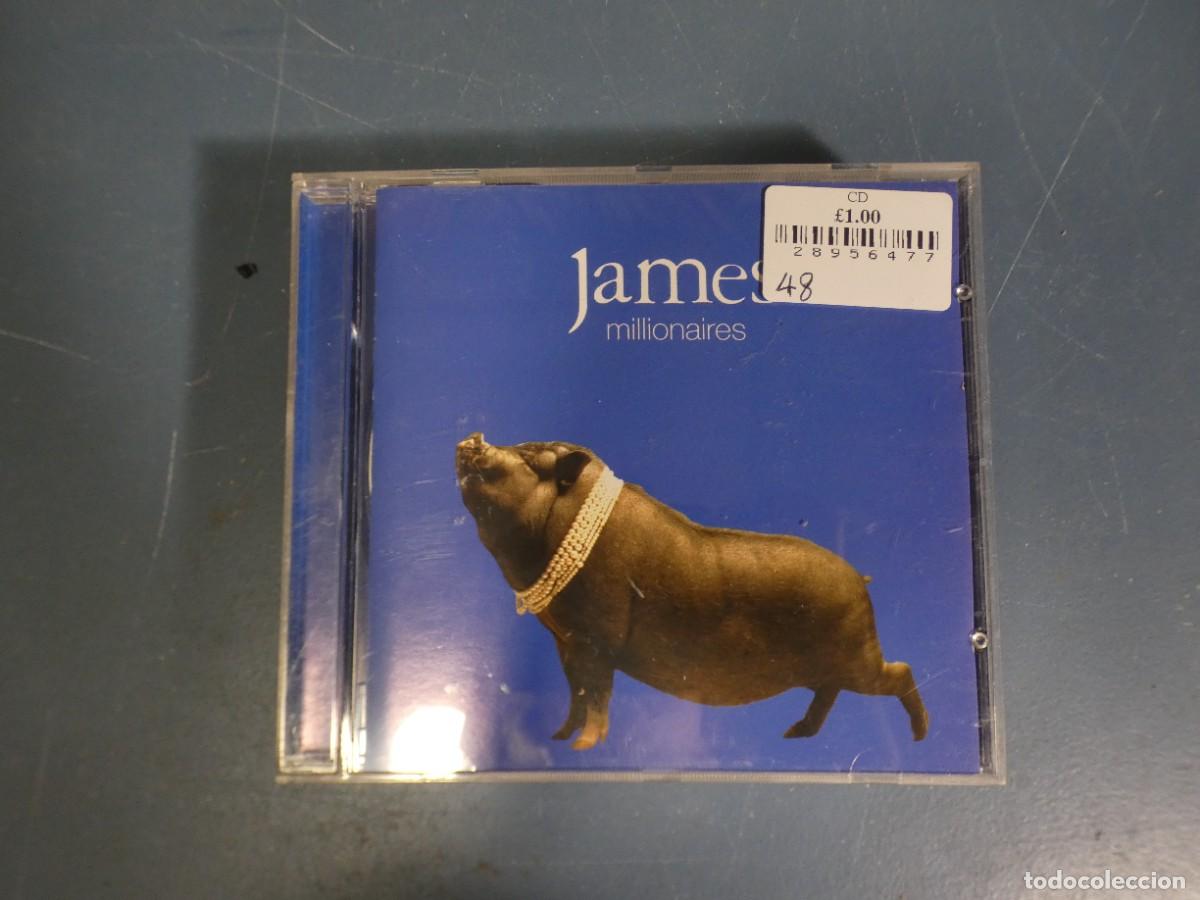 CD
£1.00
28956477
48
James
millionaires
todocoleccion